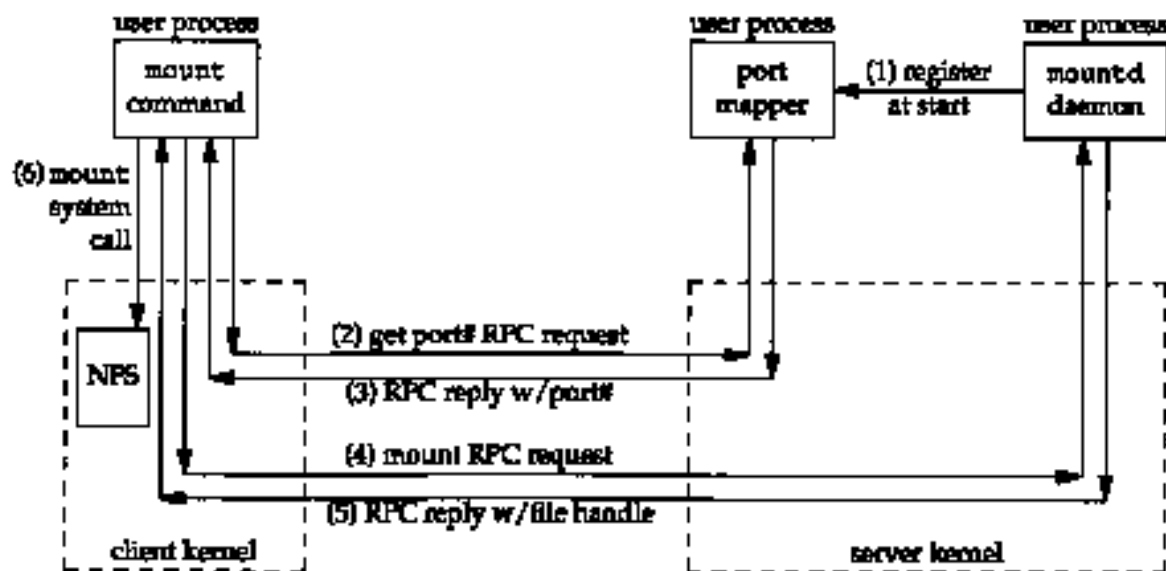 user process
mount
command
user process
port
mapper
(1) register
at start
user process
mountd
daemon
(6) mount
system
call
NFS
(2) get port# RPC request
(3) RPC reply w/port#
(4) mount RPC request
(5) RPC reply w/file handle
client kernel
server kernel